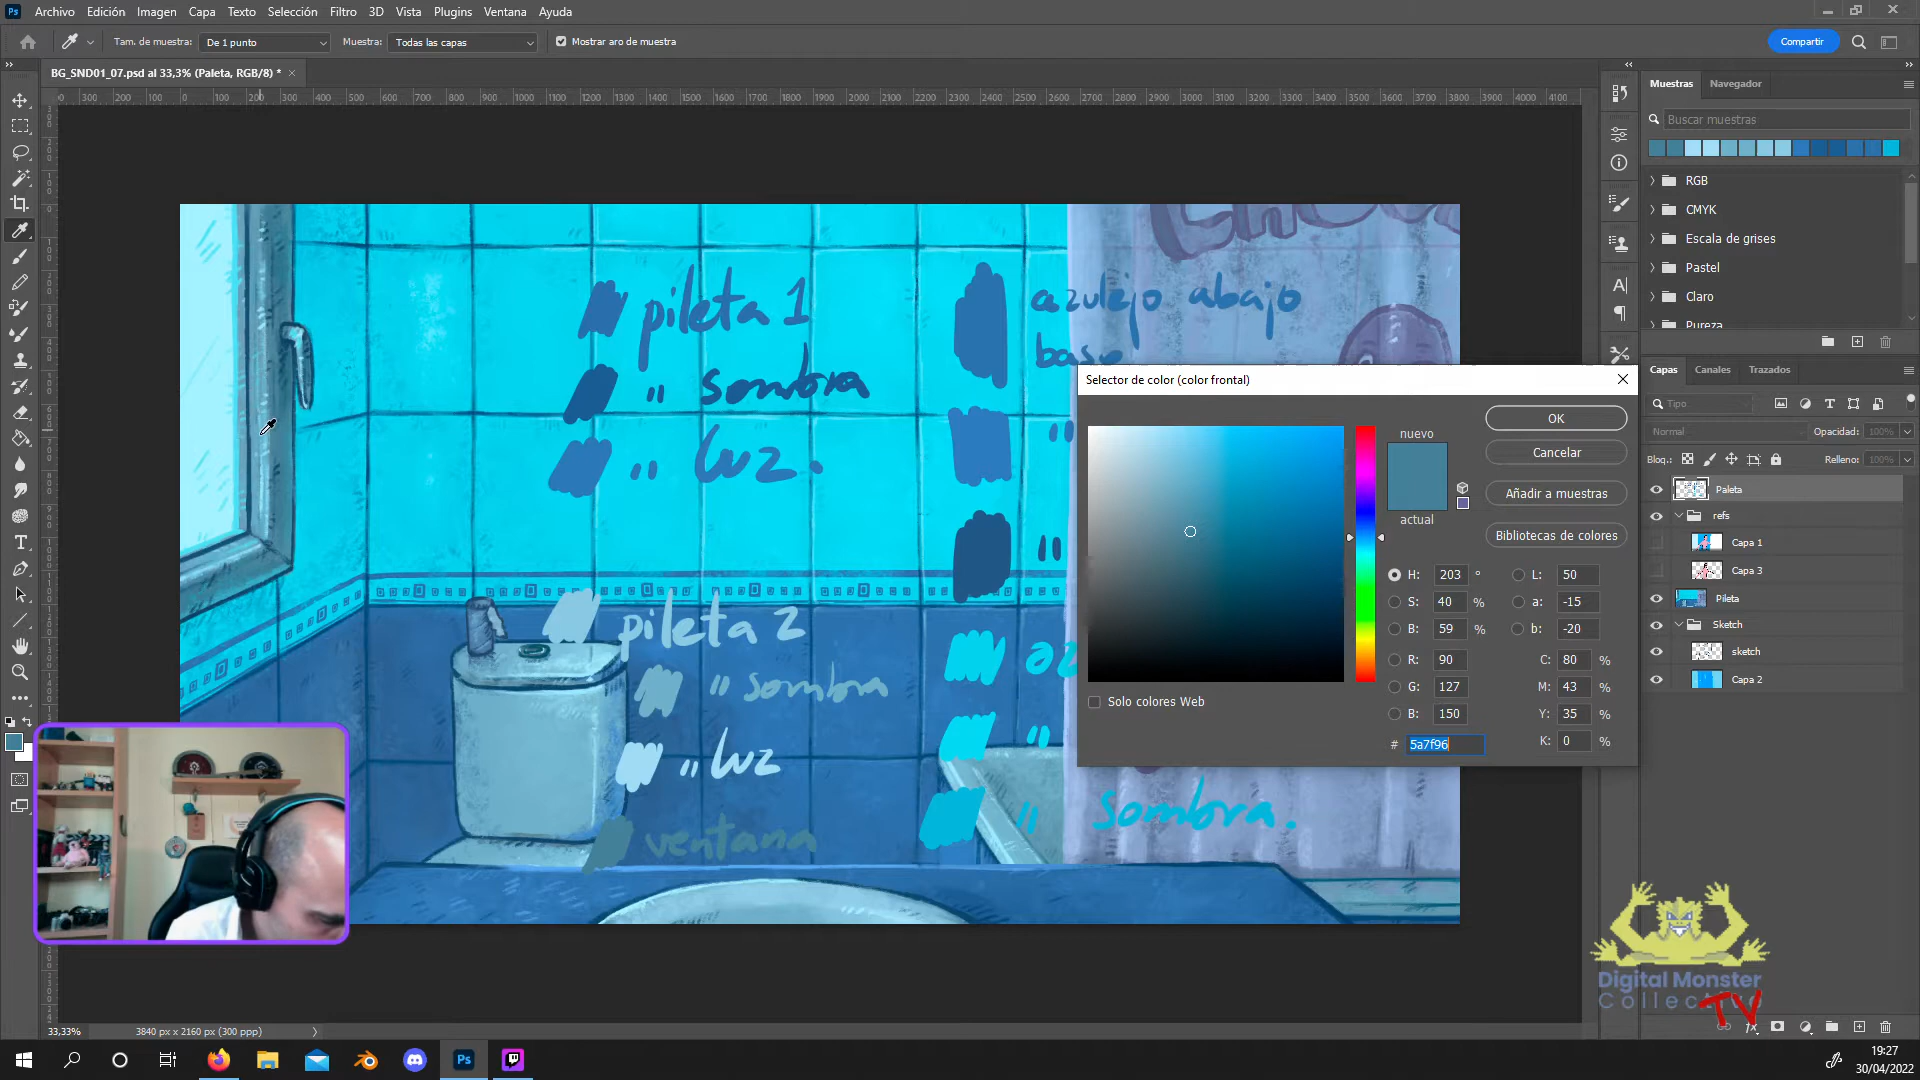 Archivo Edición Imagen Capa Texto Selección Filtro 3D Vista Plugins Ventana Ayuda
Tam. de muestra: De 1 punto Muestra: Todas las capas Mostrar aro de muestra Compartir
BG_SND01_07.psd al 33,3% (Paleta, RGB/8) *
Muestras Navegador
Buscar muestras
RGB
CMYK
Escala de grises
Pastel
Claro
Pureza
Capas Canales Trazados
Tipo
Normal Opacidad: 100%
Bloq.: Relleno: 100%
Paleta
refs
Capa 1
Capa 3
Pileta
Sketch
sketch
Capa 2
pileta 1
" sombra
" luz.
pileta 2
" sombra
" luz
ventana
azulejo abajo
base
" sombra.
Selector de color (color frontal)
nuevo
actual
OK
Cancelar
Añadir a muestras
Bibliotecas de colores
H: 203 ° L: 50
S: 40 % a: -15
B: 59 % b: -20
R: 90 C: 80 %
G: 127 M: 43 %
B: 150 Y: 35 %
# 5a7f96 K: 0 %
Solo colores Web
Digital Monster
Collective
TV
33,33% 3840 px x 2160 px (300 ppp)
19:27
30/04/2022